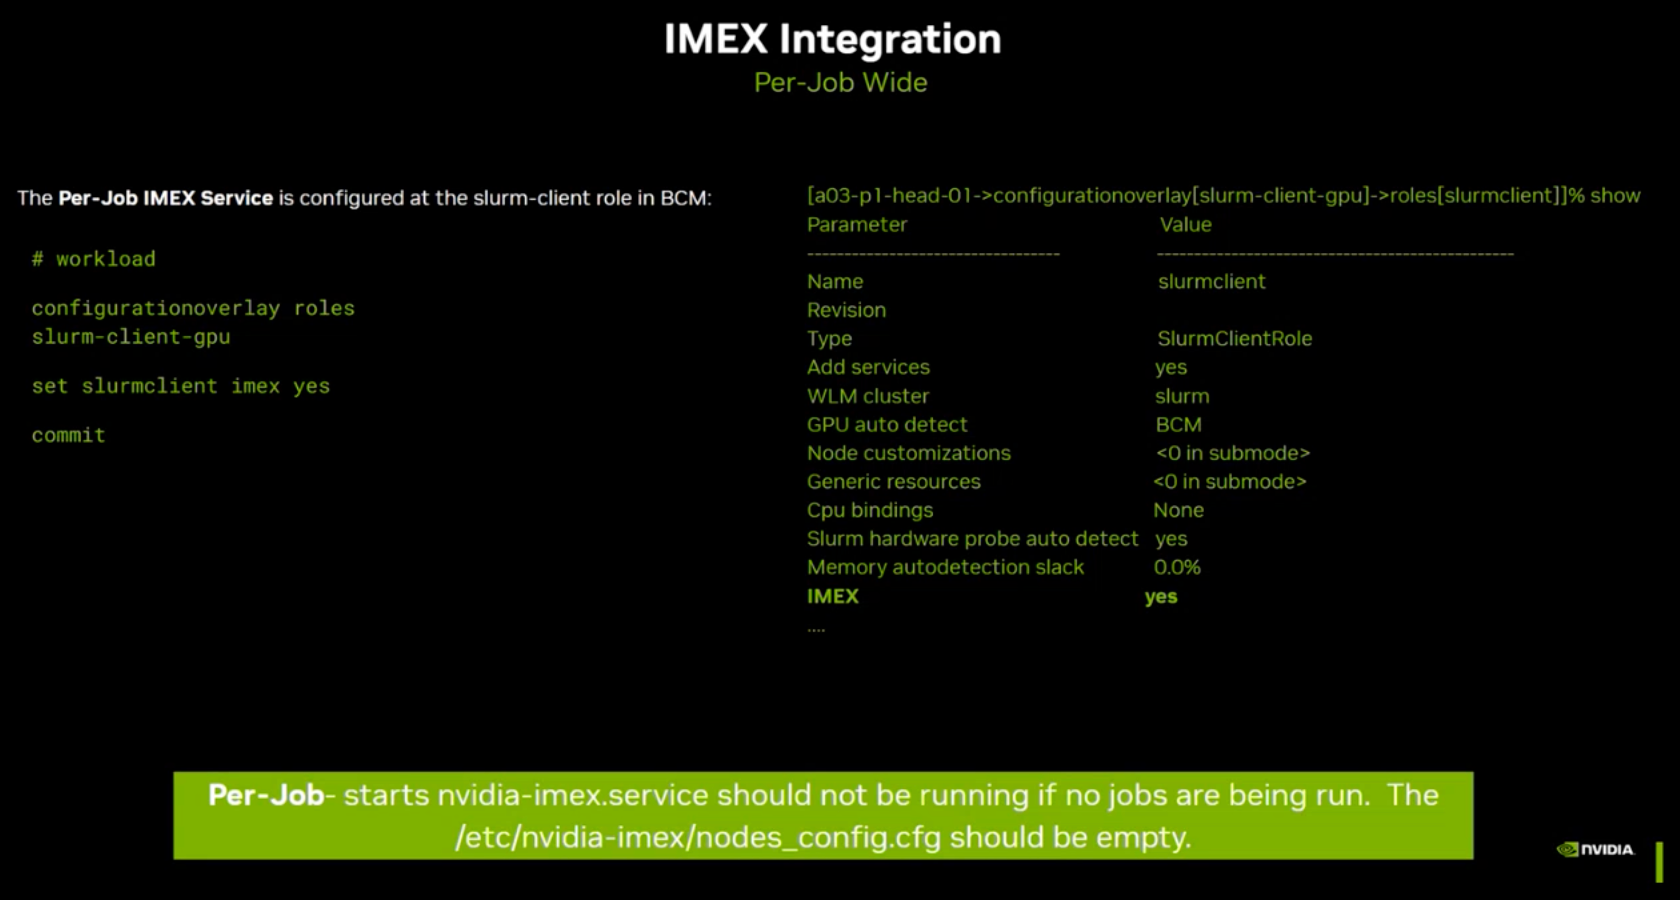 IMEX Integration
Per-Job Wide
The Per-Job IMEX Service is configured at the slurm-client role in BCM:
# workload
configurationoverlay roles
slurm-client-gpu
set slurmclient imex yes
commit
[a03-p1-head-01->configurationoverlay[slurm-client-gpu]->roles[slurmclient]]% show
Parameter Value
---------------------------------- ------------------------------------------------
Name slurmclient
Revision
Type SlurmClientRole
Add services yes
WLM cluster slurm
GPU auto detect BCM
Node customizations <0 in submode>
Generic resources <0 in submode>
Cpu bindings None
Slurm hardware probe auto detect yes
Memory autodetection slack 0.0%
IMEX yes
....
Per-Job- starts nvidia-imex.service should not be running if no jobs are being run. The
/etc/nvidia-imex/nodes_config.cfg should be empty.
NVIDIA.